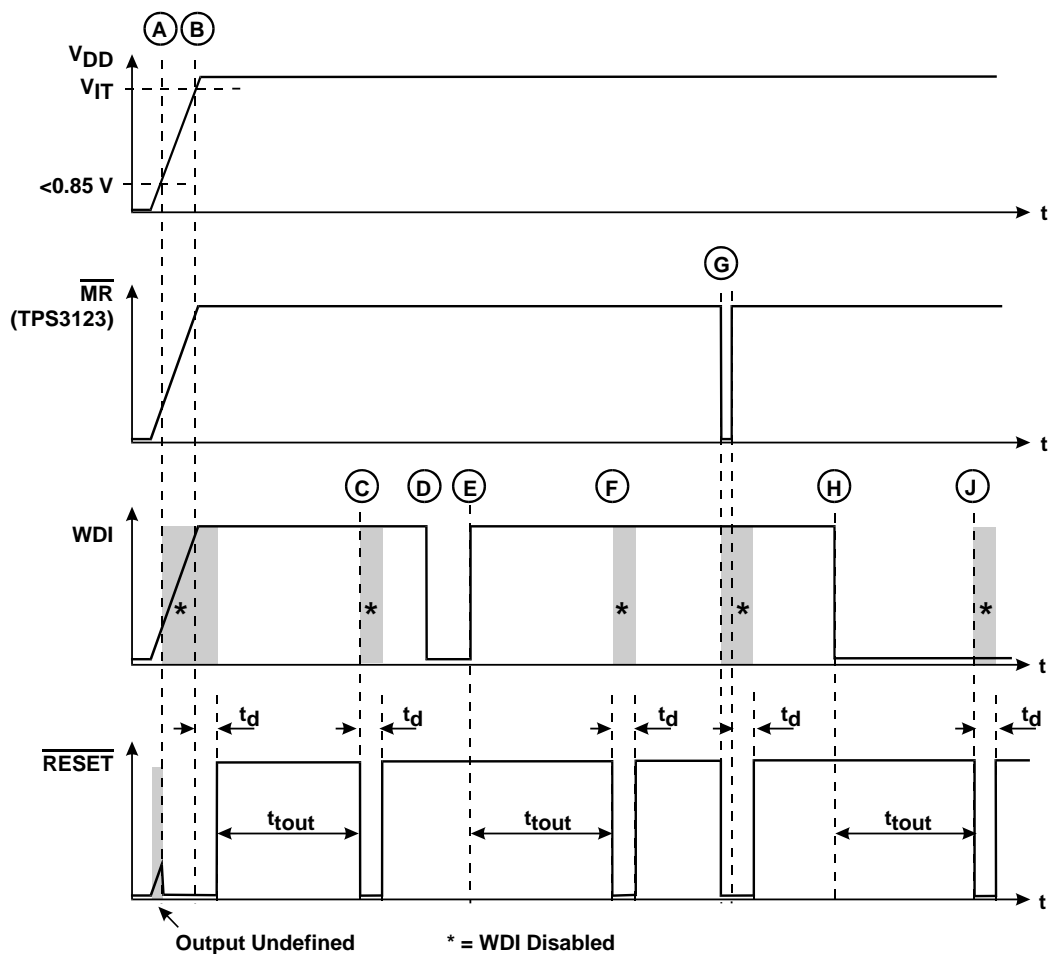 A B
VDD
VIT
<0.85 V
t
G
MR
(TPS3123)
t
C D E F H J
WDI
* * * * *
t
td td td td td
RESET
ttout ttout ttout
t
Output Undefined
* = WDI Disabled